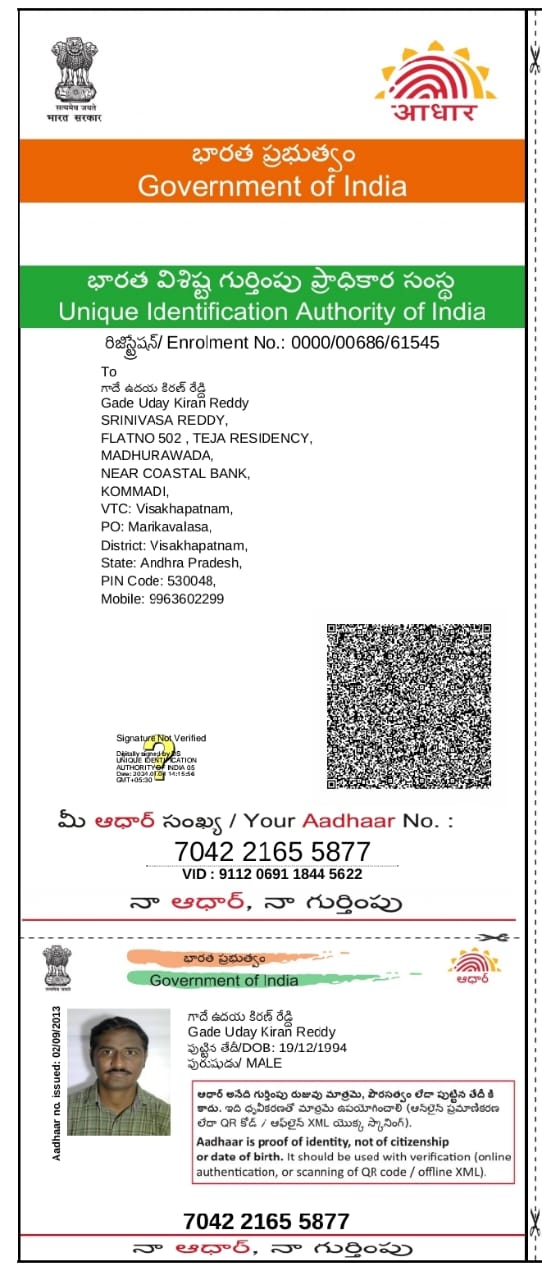 सत्यमेव जयते
भारत सरकार
आधार
భారత ప్రభుత్వం
Government of India
భారత విశిష్ట గుర్తింపు ప్రాధికార సంస్థ
Unique Identification Authority of India
రిజిస్ట్రేషన్/ Enrolment No.: 0000/00686/61545
To
గాదే ఉదయ కిరణ్ రేడ్డి
Gade Uday Kiran Reddy
SRINIVASA REDDY,
FLATNO 502 , TEJA RESIDENCY,
MADHURAWADA,
NEAR COASTAL BANK,
KOMMADI,
VTC: Visakhapatnam,
PO: Marikavalasa,
District: Visakhapatnam,
State: Andhra Pradesh,
PIN Code: 530048,
Mobile: 9963602299
Signature Not Verified
Digitally signed by DS
UNIQUE IDENTIFICATION
AUTHORITY OF INDIA 05
GMT+05:30
మీ ఆధార్ సంఖ్య / Your Aadhaar No. :
7042 2165 5877
VID : 9112 0691 1844 5622
నా ఆధార్, నా గుర్తింపు
భారత ప్రభుత్వం
Government of India
ఆధార్
Aadhaar no. issued: 02/09/2013
గాదే ఉదయ కిరణ్ రేడ్డి
Gade Uday Kiran Reddy
పుట్టిన తేదీ/DOB: 19/12/1994
పురుషుడు/ MALE
ఆధార్ అనేది గుర్తింపు రుజువు మాత్రమె, పౌరసత్వం లేదా పుట్టిన తేదీ కి
కాదు. ఇది ధృవీకరణతో మాత్రమె ఉపయోగించాలి (ఆన్‌లైన్ ప్రమాణీకరణ
లేదా QR కోడ్ / ఆఫ్‌లైన్ XML యొక్క స్కానింగ్).
Aadhaar is proof of identity, not of citizenship
or date of birth. It should be used with verification (online
authentication, or scanning of QR code / offline XML).
7042 2165 5877
నా ఆధార్, నా గుర్తింపు